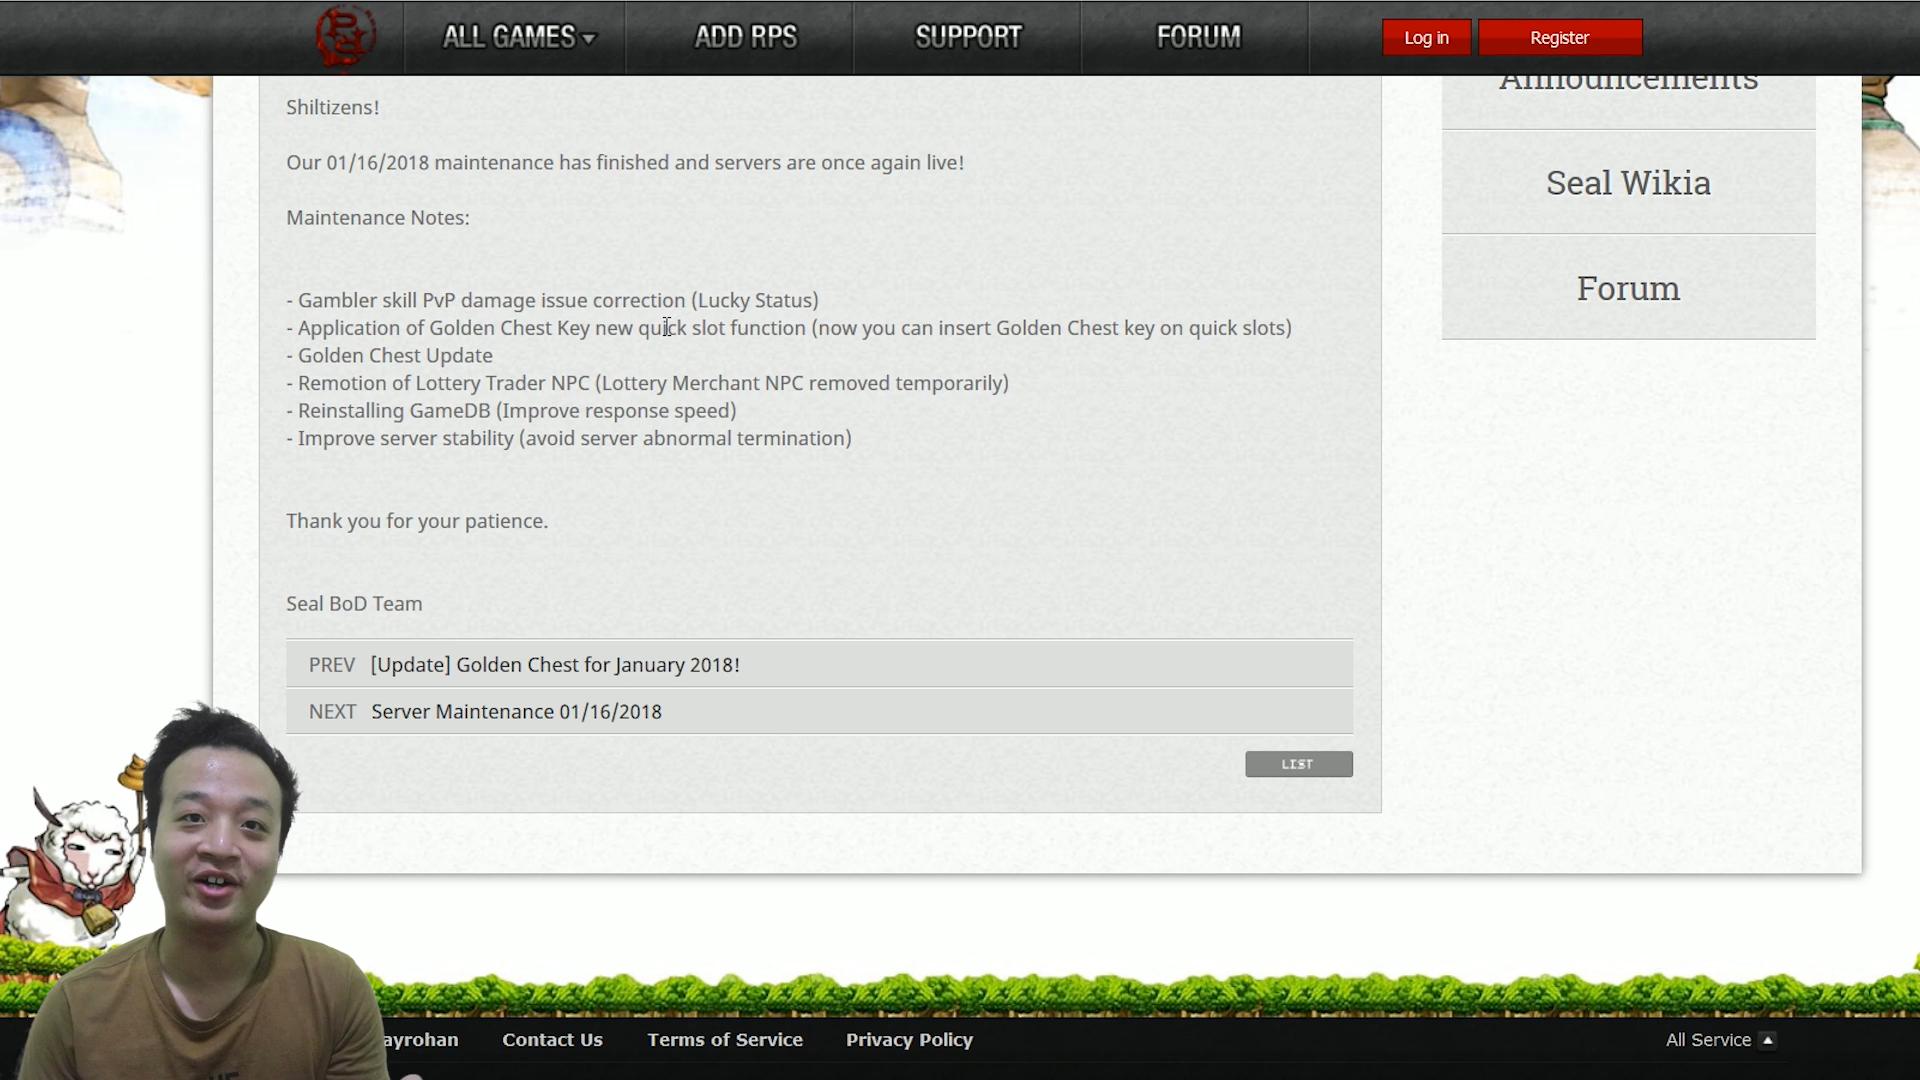 ALL GAMES
ADD RPS
SUPPORT
FORUM
Log in
Register
Announcements
Shiltizens!
Our 01/16/2018 maintenance has finished and servers are once again live!
Maintenance Notes:
- Gambler skill PvP damage issue correction (Lucky Status)
- Application of Golden Chest Key new quick slot function (now you can insert Golden Chest key on quick slots)
- Golden Chest Update
- Remotion of Lottery Trader NPC (Lottery Merchant NPC removed temporarily)
- Reinstalling GameDB (Improve response speed)
- Improve server stability (avoid server abnormal termination)
Thank you for your patience.
Seal BoD Team
PREV [Update] Golden Chest for January 2018!
NEXT Server Maintenance 01/16/2018
LIST
Seal Wikia
Forum
ayrohan
Contact Us
Terms of Service
Privacy Policy
All Service